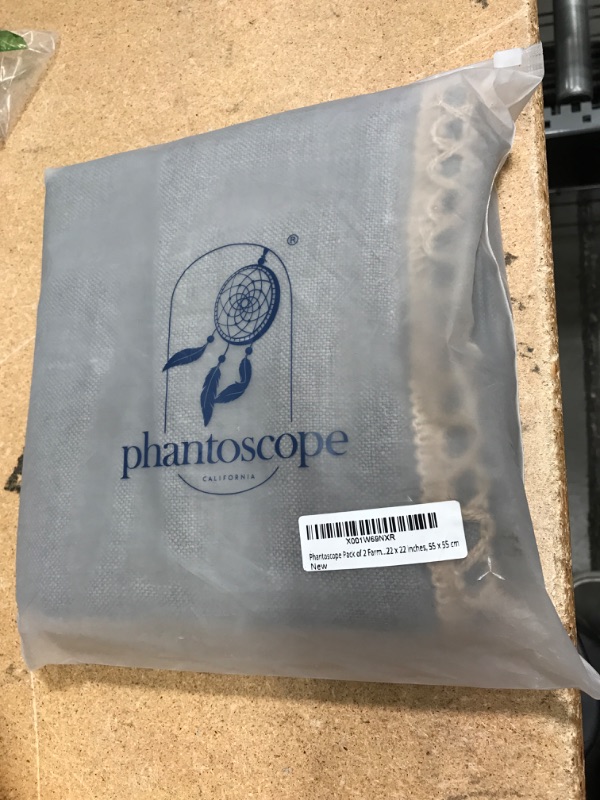 ®
phantoscope
CALIFORNIA
X001W69NXR
Phantoscope Pack of 2 Farm...22 x 22 Inches, 55 x 55 cm
New